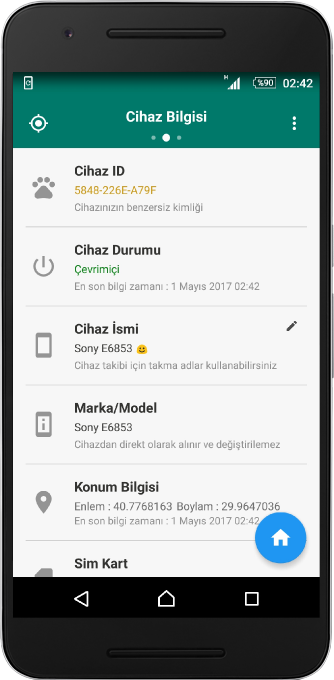 H
%90
02:42
Cihaz Bilgisi
Cihaz ID
5848-226E-A79F
Cihazınızın benzersiz kimliği
Cihaz Durumu
Çevrimiçi
En son bilgi zamanı : 1 Mayıs 2017 02:42
Cihaz İsmi
Sony E6853 😀
Cihaz takibi için takma adlar kullanabilirsiniz
Marka/Model
Sony E6853
Cihazdan direkt olarak alınır ve değiştirilemez
Konum Bilgisi
Enlem : 40.7768163 Boylam : 29.9647036
En son bilgi zamanı : 1 Mayıs 2017 02:42
Sim Kart